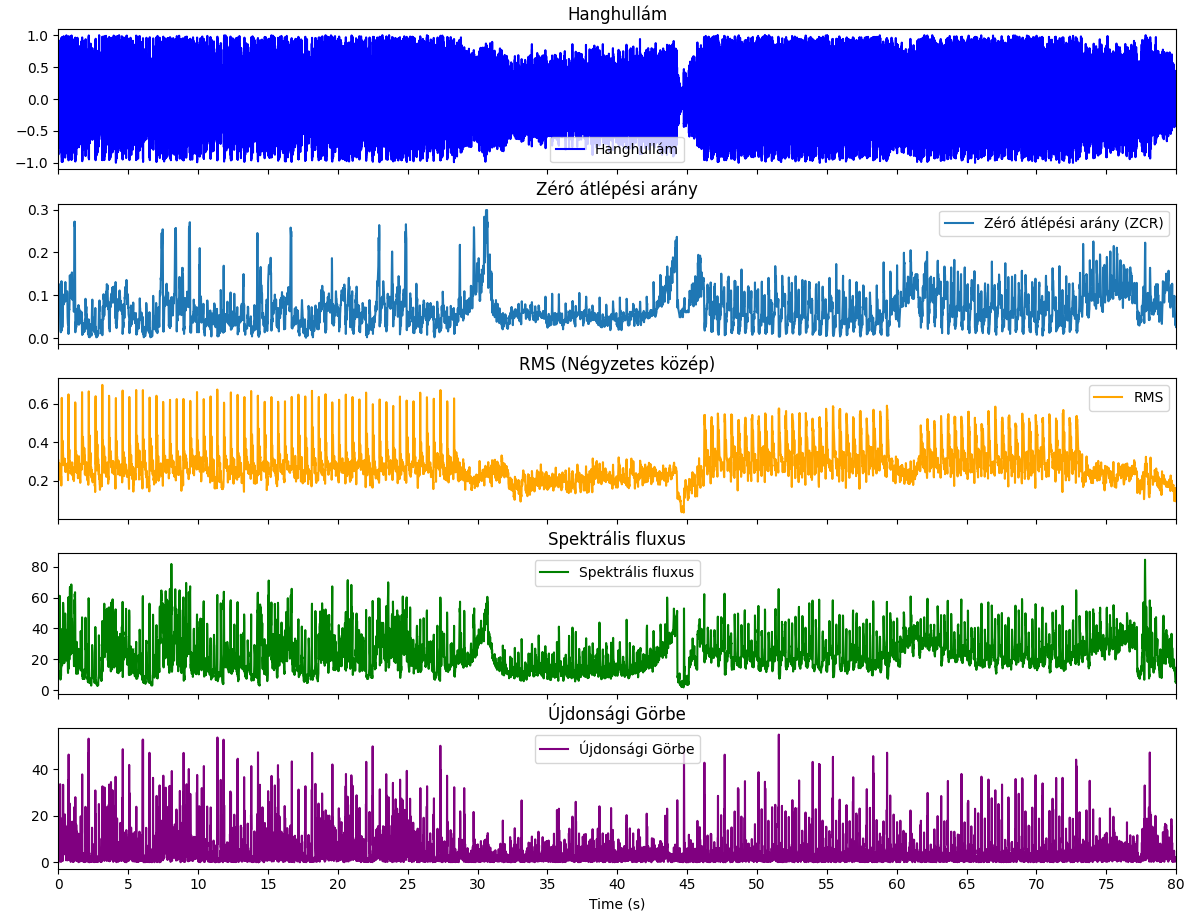 Hanghullám
1.0
0.5
0.0
−0.5
−1.0
Hanghullám
Zéró átlépési arány
0.3
0.2
0.1
0.0
Zéró átlépési arány (ZCR)
RMS (Négyzetes közép)
0.6
0.4
0.2
RMS
Spektrális fluxus
80
60
40
20
0
Spektrális fluxus
Újdonsági Görbe
40
20
0
Újdonsági Görbe
0 5 10 15 20 25 30 35 40 45 50 55 60 65 70 75 80
Time (s)